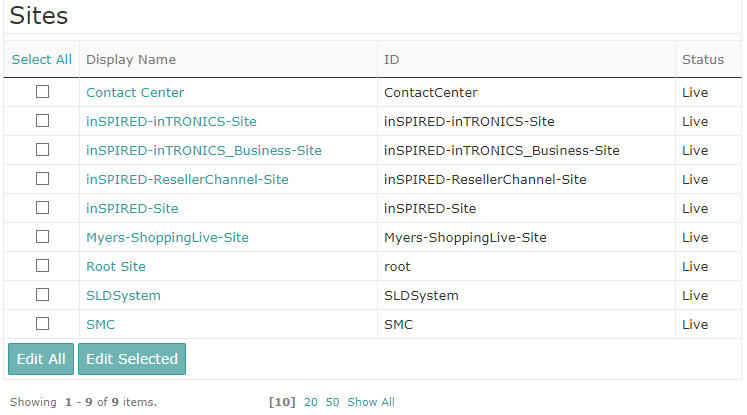 Sites
Select All Display Name ID Status
Contact Center ContactCenter Live
inSPIRED-inTRONICS-Site inSPIRED-inTRONICS-Site Live
inSPIRED-inTRONICS_Business-Site inSPIRED-inTRONICS_Business-Site Live
inSPIRED-ResellerChannel-Site inSPIRED-ResellerChannel-Site Live
inSPIRED-Site inSPIRED-Site Live
Myers-ShoppingLive-Site Myers-ShoppingLive-Site Live
Root Site root Live
SLDSystem SLDSystem Live
SMC SMC Live
Edit All Edit Selected
Showing 1 - 9 of 9 items. [10] 20 50 Show All